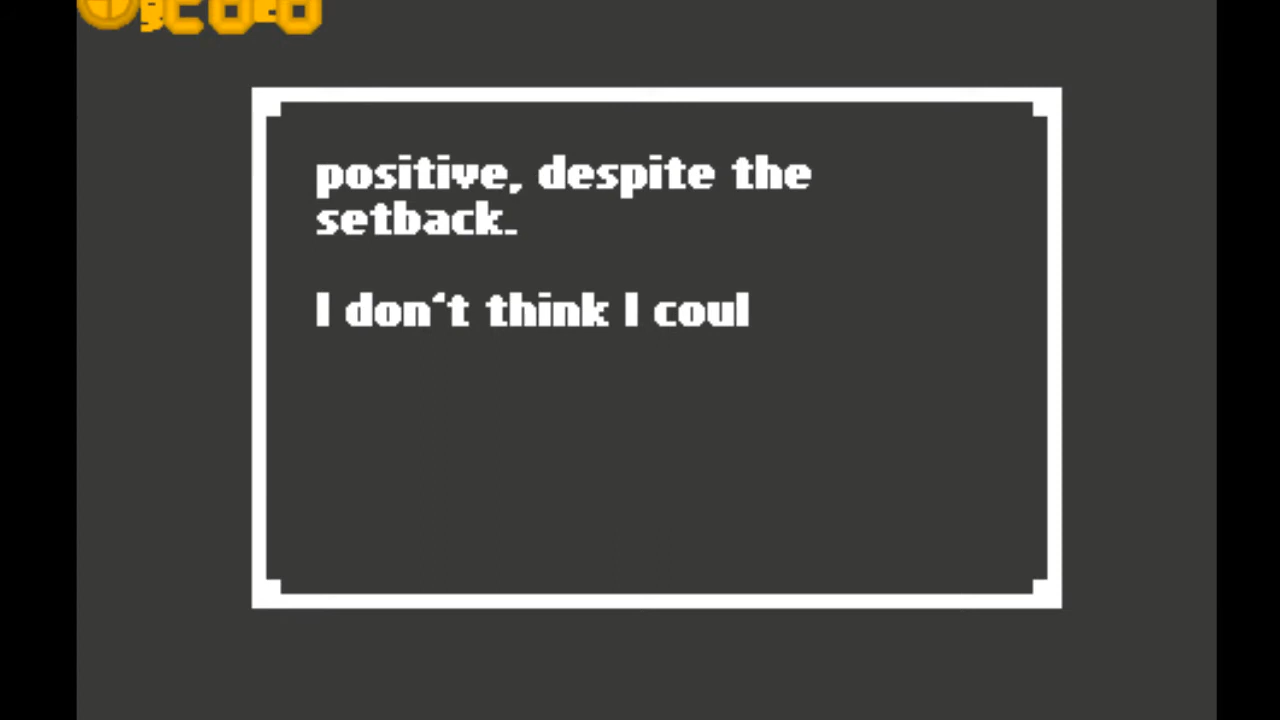 positive, despite the
setback.
I don't think I coul